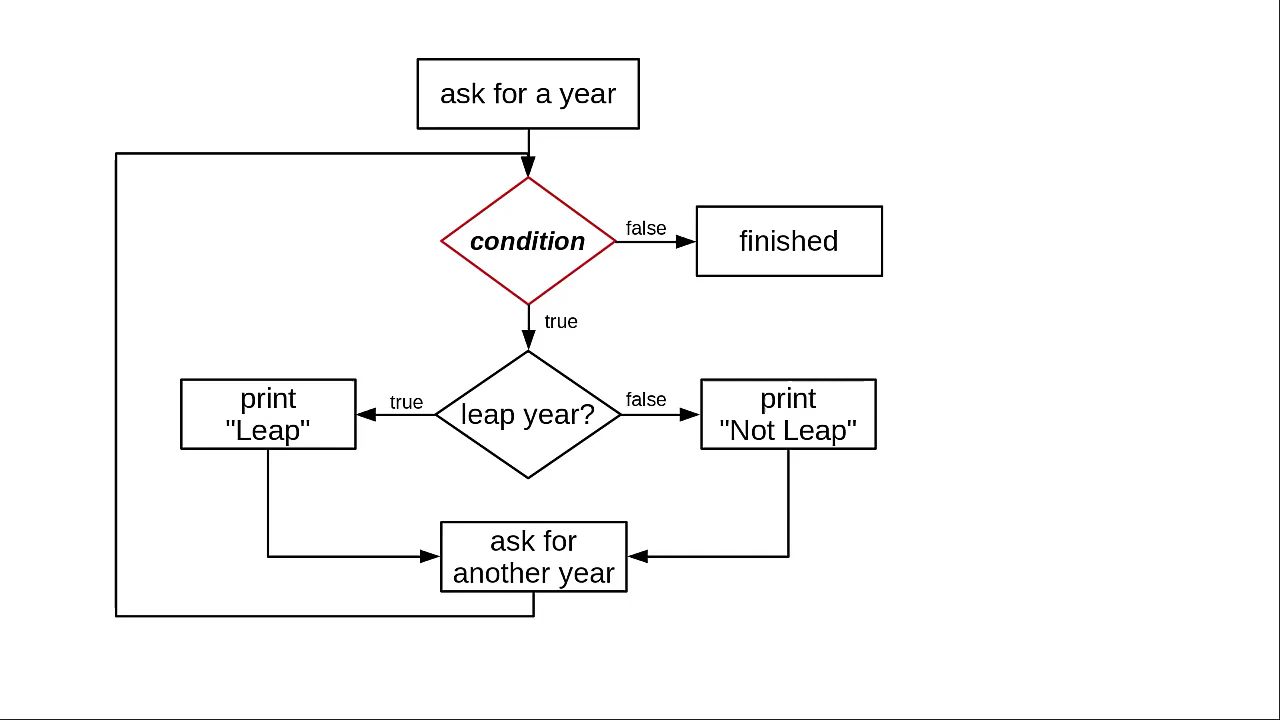 ask for a year
condition
false
finished
true
print
"Leap"
true
leap year?
false
print
"Not Leap"
ask for
another year